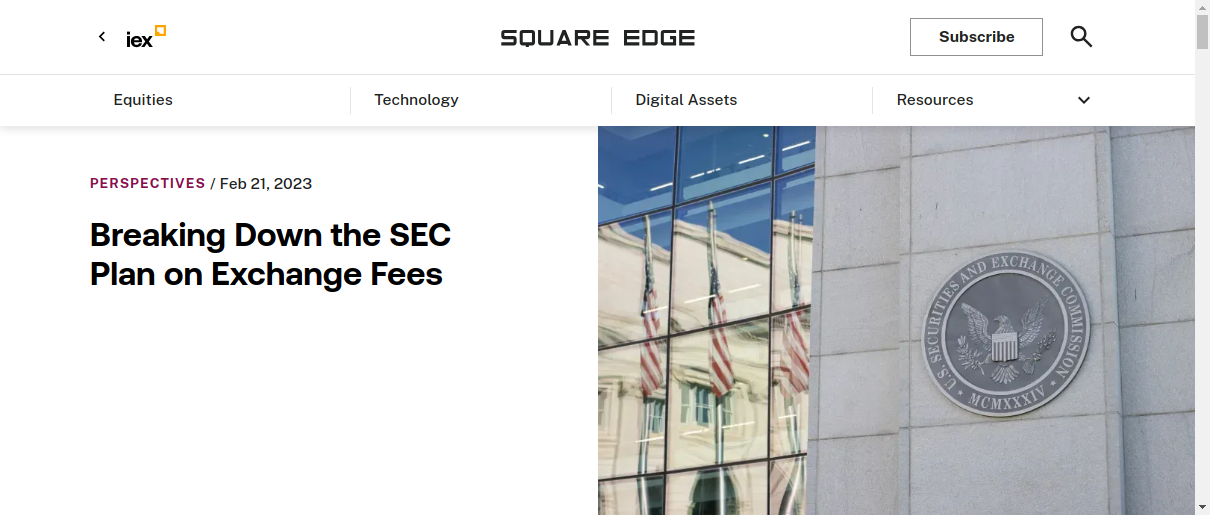 iex
SQUARE EDGE
Subscribe
Equities
Technology
Digital Assets
Resources
PERSPECTIVES / Feb 21, 2023
Breaking Down the SEC
Plan on Exchange Fees
U.S. SECURITIES AND EXCHANGE COMMISSION
MCMXXXIV